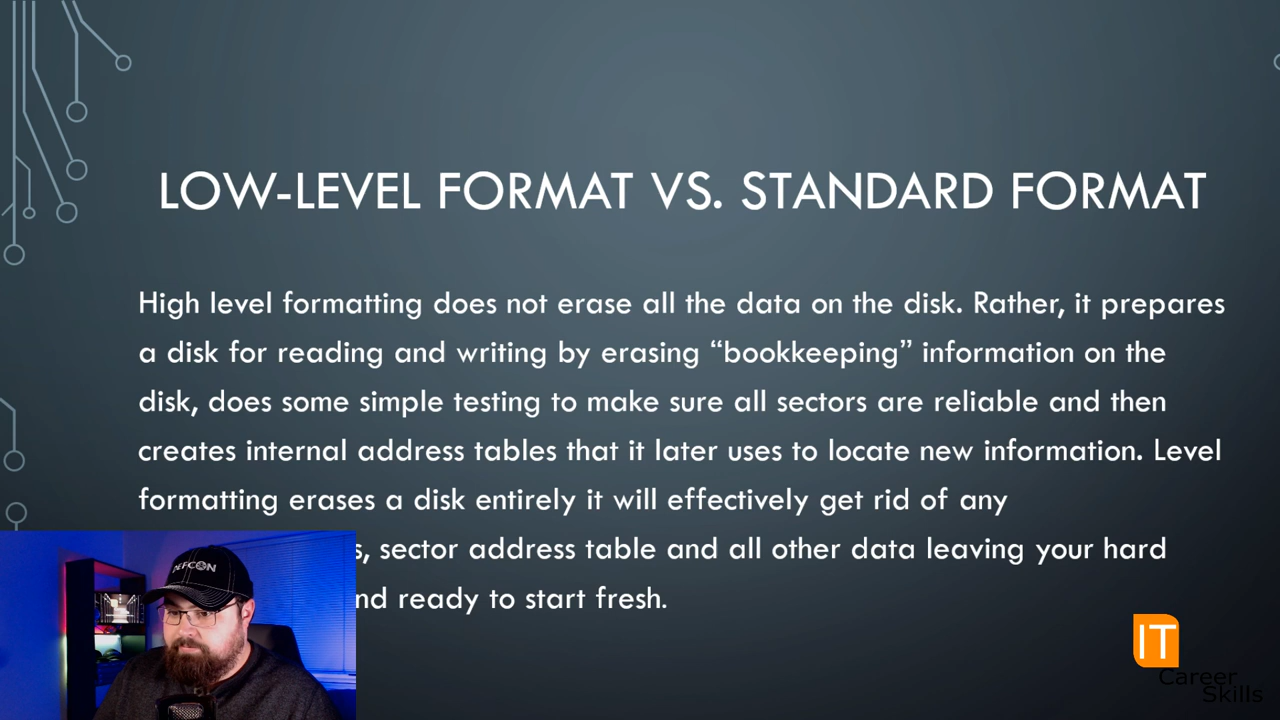 LOW-LEVEL FORMAT VS. STANDARD FORMAT
High level formatting does not erase all the data on the disk. Rather, it prepares
a disk for reading and writing by erasing “bookkeeping” information on the
disk, does some simple testing to make sure all sectors are reliable and then
creates internal address tables that it later uses to locate new information. Level
formatting erases a disk entirely it will effectively get rid of any
s, sector address table and all other data leaving your hard
nd ready to start fresh.
DEFCON
IT
Career
Skills